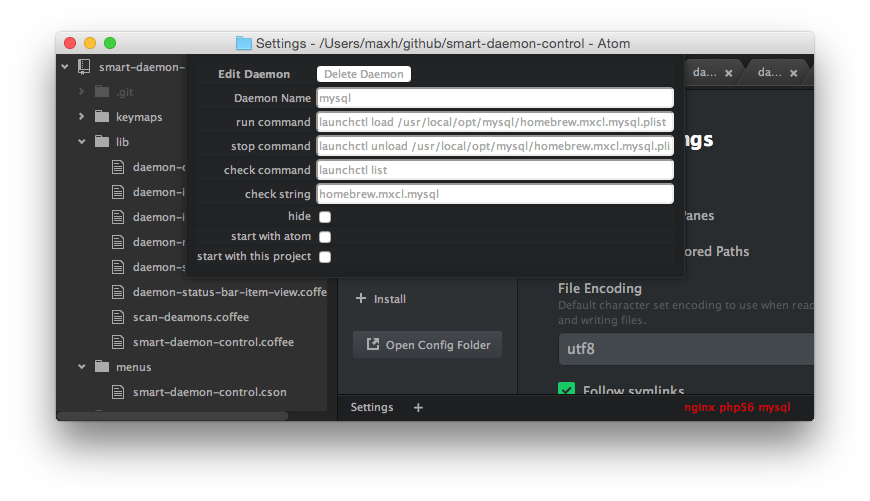 Settings - /Users/maxh/github/smart-daemon-control - Atom
smart-daemon-
.git
keymaps
lib
daemon-
daemon-i
daemon-i
daemon-
daemon-s
daemon-status-bar-item-view.coffe
scan-deamons.coffee
smart-daemon-control.coffee
menus
smart-daemon-control.cson
Edit Daemon Delete Daemon
Daemon Name mysql
run command launchctl load /usr/local/opt/mysql/homebrew.mxcl.mysql.plist
stop command launchctl unload /usr/local/opt/mysql/homebrew.mxcl.mysql.pli
check command launchctl list
check string homebrew.mxcl.mysql
hide
start with atom
start with this project
Install
Open Config Folder
da...
da...
ngs
Panes
ored Paths
File Encoding
Default character set encoding to use when read
and writing files.
utf8
Follow symlinks
Settings +
nginx php56 mysql